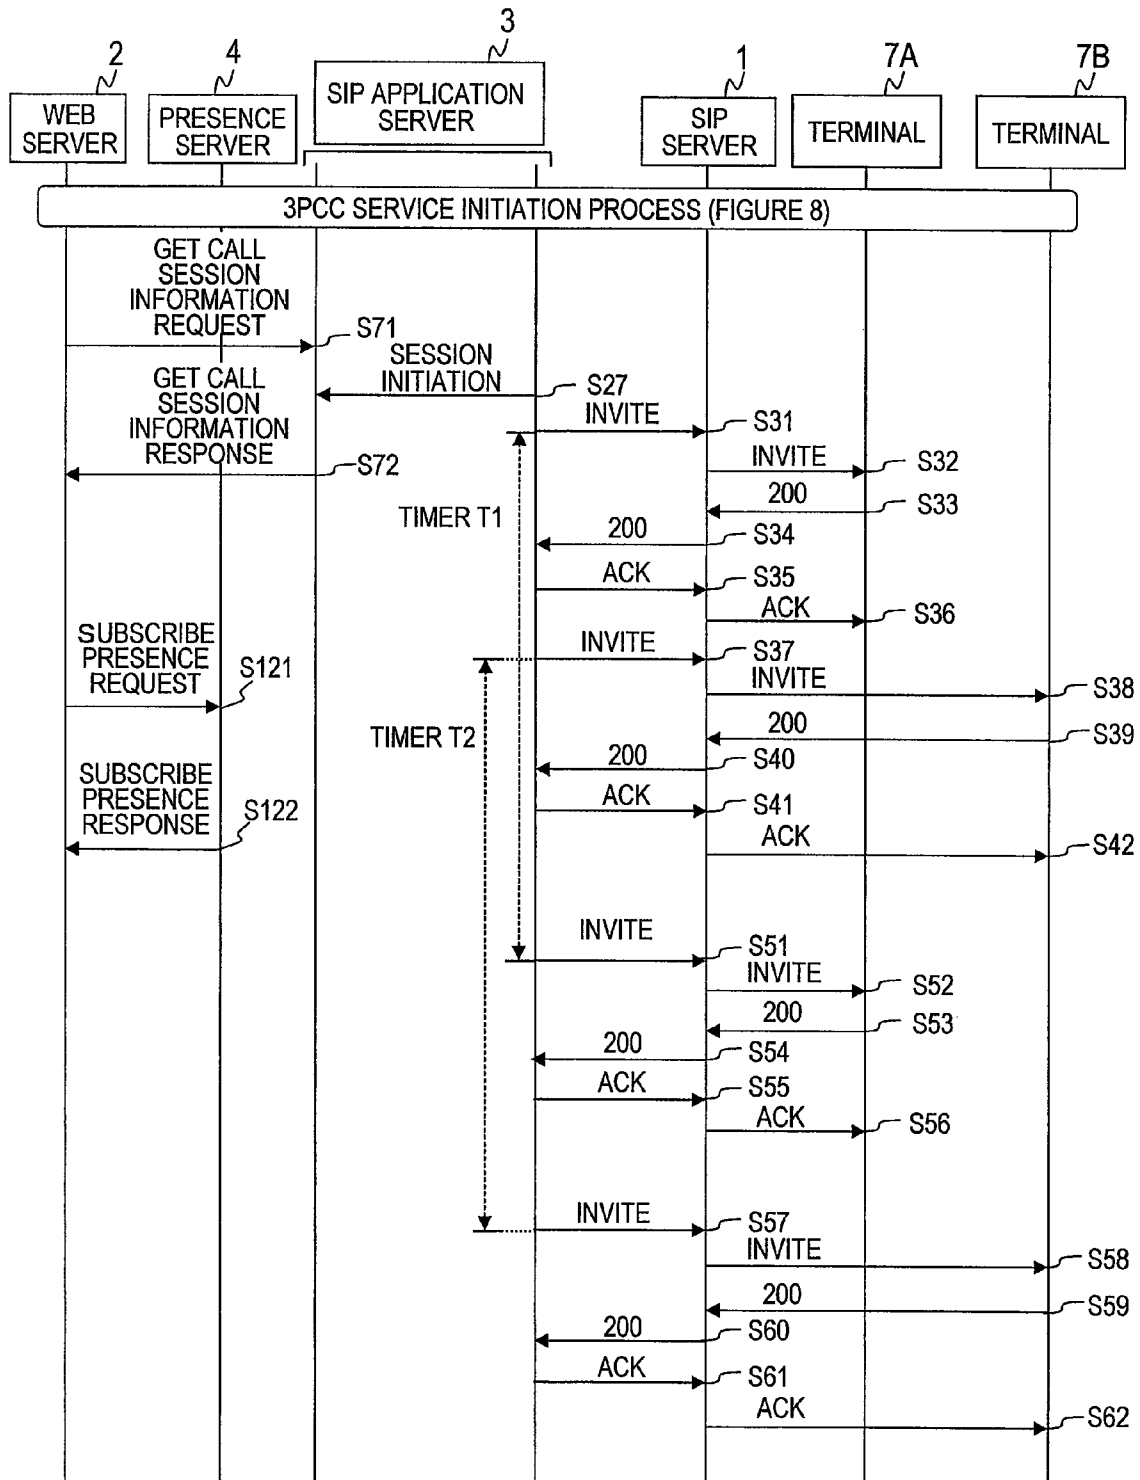 2
4
3
1
7A
7B
WEB
SERVER
PRESENCE
SERVER
SIP APPLICATION
SERVER
SIP
SERVER
TERMINAL
TERMINAL
3PCC SERVICE INITIATION PROCESS (FIGURE 8)
GET CALL
SESSION
INFORMATION
REQUEST
S71
SESSION
INITIATION
S27
GET CALL
SESSION
INFORMATION
RESPONSE
S72
INVITE
S31
INVITE
S32
200
S33
TIMER T1
200
S34
ACK
S35
ACK
S36
SUBSCRIBE
PRESENCE
REQUEST
S121
INVITE
S37
INVITE
S38
TIMER T2
200
S39
200
S40
SUBSCRIBE
PRESENCE
RESPONSE
S122
ACK
S41
ACK
S42
INVITE
S51
INVITE
S52
200
S53
200
S54
ACK
S55
ACK
S56
INVITE
S57
INVITE
S58
200
S59
200
S60
ACK
S61
ACK
S62